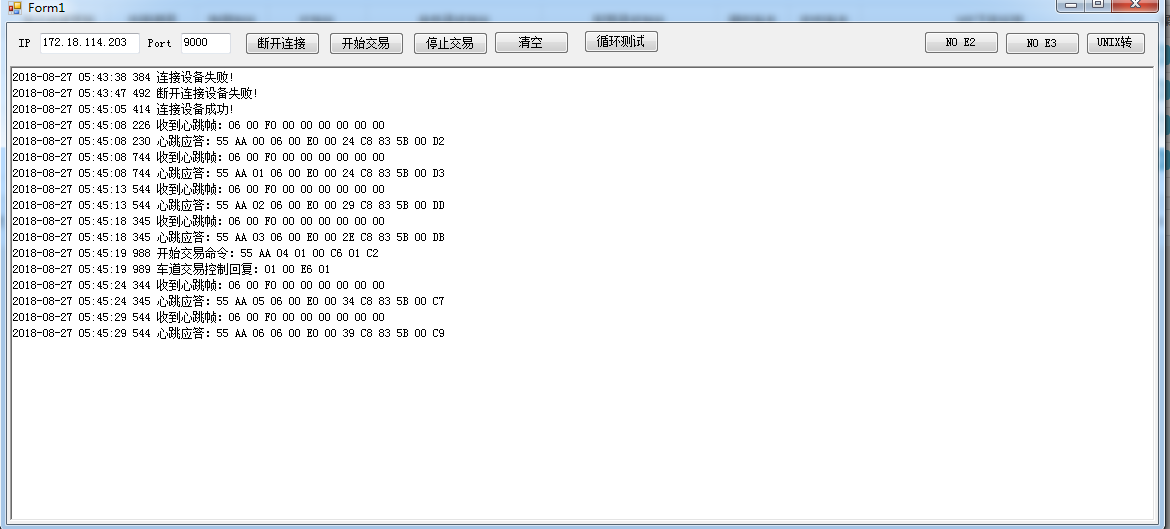 Form1
IP 172.18.114.203 Port 9000 断开连接 开始交易 停止交易 清空 循环测试 NO E2 NO E3 UNIX转
2018-08-27 05:43:38 384 连接设备失败!
2018-08-27 05:43:47 492 断开连接设备失败!
2018-08-27 05:45:05 414 连接设备成功!
2018-08-27 05:45:08 226 收到心跳帧: 06 00 F0 00 00 00 00 00 00
2018-08-27 05:45:08 230 心跳应答: 55 AA 00 06 00 E0 00 24 C8 83 5B 00 D2
2018-08-27 05:45:08 744 收到心跳帧: 06 00 F0 00 00 00 00 00 00
2018-08-27 05:45:08 744 心跳应答: 55 AA 01 06 00 E0 00 24 C8 83 5B 00 D3
2018-08-27 05:45:13 544 收到心跳帧: 06 00 F0 00 00 00 00 00 00
2018-08-27 05:45:13 544 心跳应答: 55 AA 02 06 00 E0 00 29 C8 83 5B 00 DD
2018-08-27 05:45:18 345 收到心跳帧: 06 00 F0 00 00 00 00 00 00
2018-08-27 05:45:18 345 心跳应答: 55 AA 03 06 00 E0 00 2E C8 83 5B 00 DB
2018-08-27 05:45:19 988 开始交易命令: 55 AA 04 01 00 C6 01 C2
2018-08-27 05:45:19 989 车道交易控制回复: 01 00 E6 01
2018-08-27 05:45:24 344 收到心跳帧: 06 00 F0 00 00 00 00 00 00
2018-08-27 05:45:24 345 心跳应答: 55 AA 05 06 00 E0 00 34 C8 83 5B 00 C7
2018-08-27 05:45:29 544 收到心跳帧: 06 00 F0 00 00 00 00 00 00
2018-08-27 05:45:29 544 心跳应答: 55 AA 06 06 00 E0 00 39 C8 83 5B 00 C9